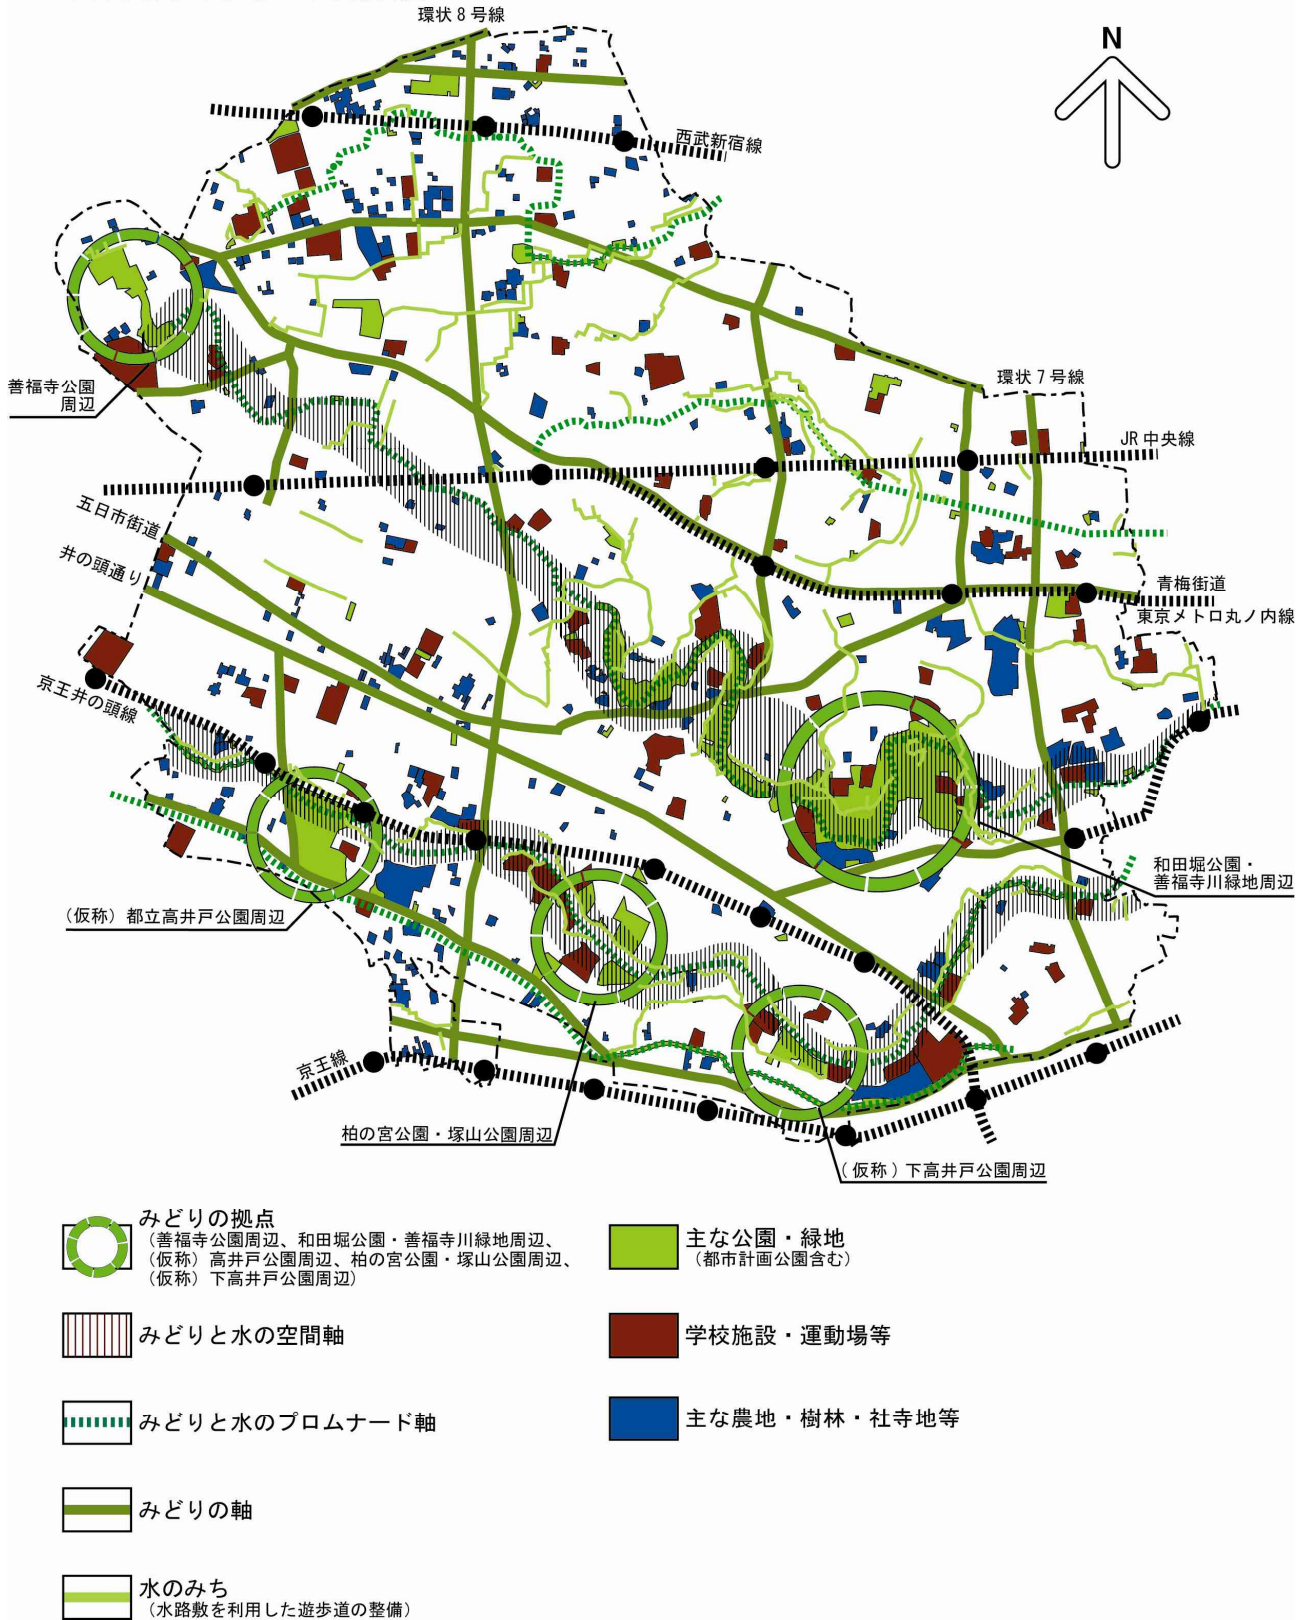 環状8号線
N
西武新宿線
環状7号線
善福寺公園
周辺
JR中央線
五日市街道
井の頭通り
青梅街道
東京メトロ丸ノ内線
京王井の頭線
和田堀公園・
善福寺川緑地周辺
（仮称）都立高井戸公園周辺
京王線
柏の宮公園・塚山公園周辺
（仮称）下高井戸公園周辺
みどりの拠点
（善福寺公園周辺、和田堀公園・善福寺川緑地周辺、
（仮称）高井戸公園周辺、柏の宮公園・塚山公園周辺、
（仮称）下高井戸公園周辺）
みどりと水の空間軸
みどりと水のプロムナード軸
みどりの軸
水のみち
（水路敷を利用した遊歩道の整備）
主な公園・緑地
（都市計画公園含む）
学校施設・運動場等
主な農地・樹林・社寺地等